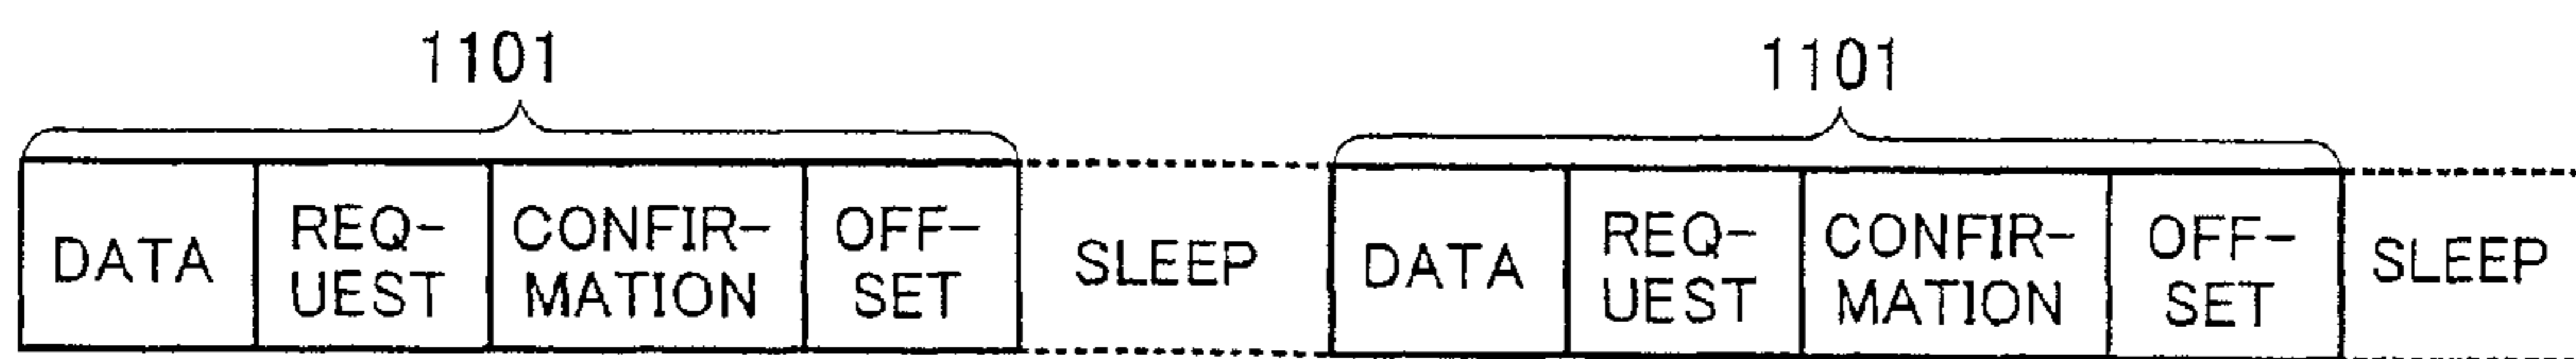 1101
1101
DATA
REQ-
UEST
CONFIR-
MATION
OFF-
SET
SLEEP
DATA
REQ-
UEST
CONFIR-
MATION
OFF-
SET
SLEEP